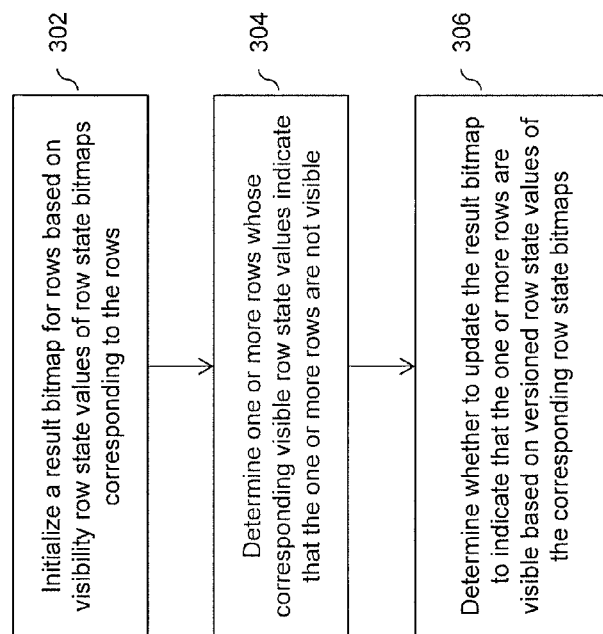 302
Initialize a result bitmap for rows based on
visibility row state values of row state bitmaps
corresponding to the rows
304
Determine one or more rows whose
corresponding visible row state values indicate
that the one or more rows are not visible
306
Determine whether to update the result bitmap
to indicate that the one or more rows are
visible based on versioned row state values of
the corresponding row state bitmaps